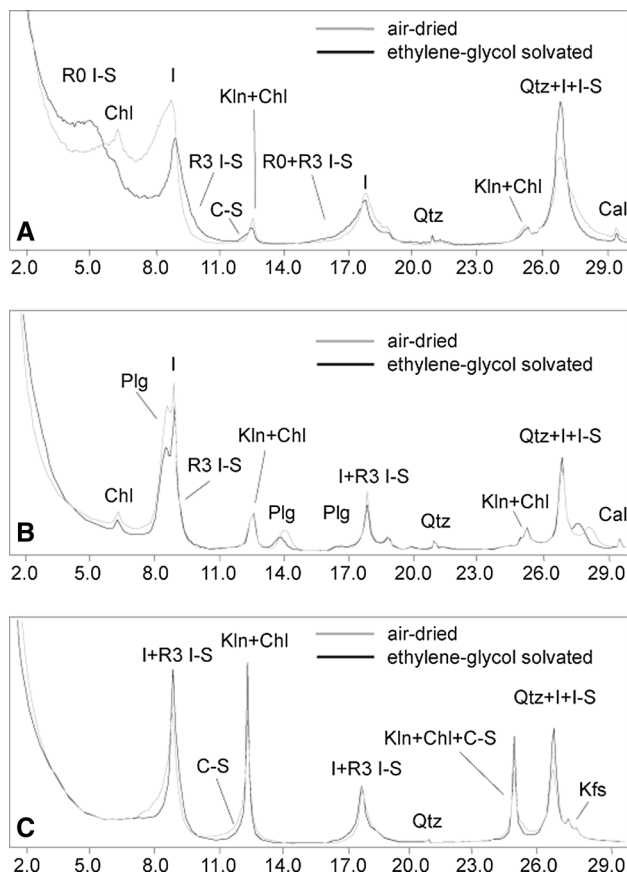 air-dried
ethylene-glycol solvated
R0 I-S
Chl
I
Kln+Chl
Qtz+I+I-S
R3 I-S
R0+R3 I-S
C-S
I
Kln+Chl
Qtz
Cal
A
2.0 5.0 8.0 11.0 14.0 17.0 20.0 23.0 26.0 29.0
air-dried
ethylene-glycol solvated
Plg
I
Kln+Chl
Qtz+I+I-S
R3 I-S
I+R3 I-S
Chl
Kln+Chl
Plg
Plg
Qtz
Cal
B
2.0 5.0 8.0 11.0 14.0 17.0 20.0 23.0 26.0 29.0
air-dried
ethylene-glycol solvated
I+R3 I-S
Kln+Chl
Qtz+I+I-S
Kln+Chl+C-S
C-S
I+R3 I-S
Kfs
Qtz
C
2.0 5.0 8.0 11.0 14.0 17.0 20.0 23.0 26.0 29.0